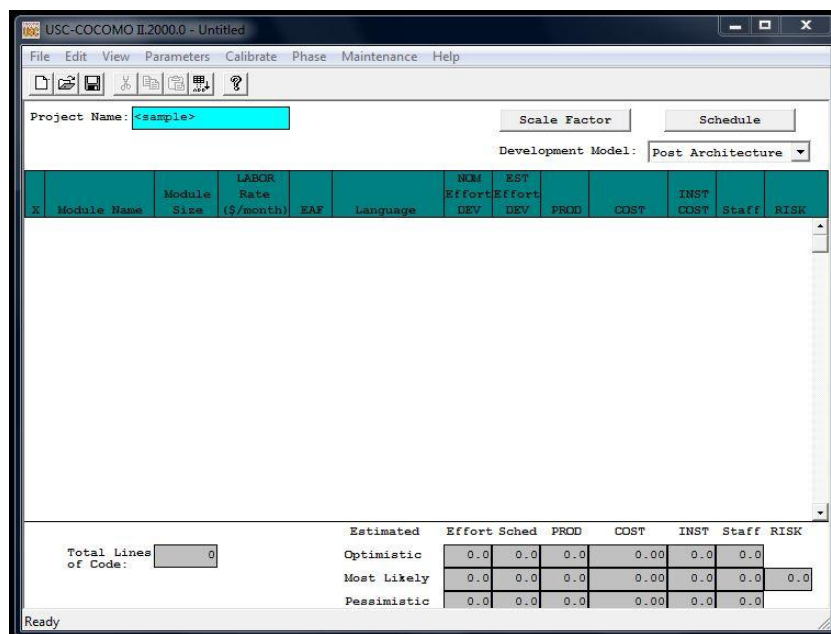 USC-COCOMO II.2000.0 - Untitled
File Edit View Parameters Calibrate Phase Maintenance Help
Project Name: <sample>
Scale Factor
Schedule
Development Model: Post Architecture
X
Module Name
Module Size
LABOR Rate ($/month)
EAF
Language
NOM Effort DEV
EST Effort DEV
PROD
COST
INST COST
Staff
RISK
Estimated Effort Sched PROD COST INST Staff RISK
Total Lines of Code: 0
Optimistic 0.0 0.0 0.0 0.00 0.0 0.0
Most Likely 0.0 0.0 0.0 0.00 0.0 0.0 0.0
Pessimistic 0.0 0.0 0.0 0.00 0.0 0.0
Ready